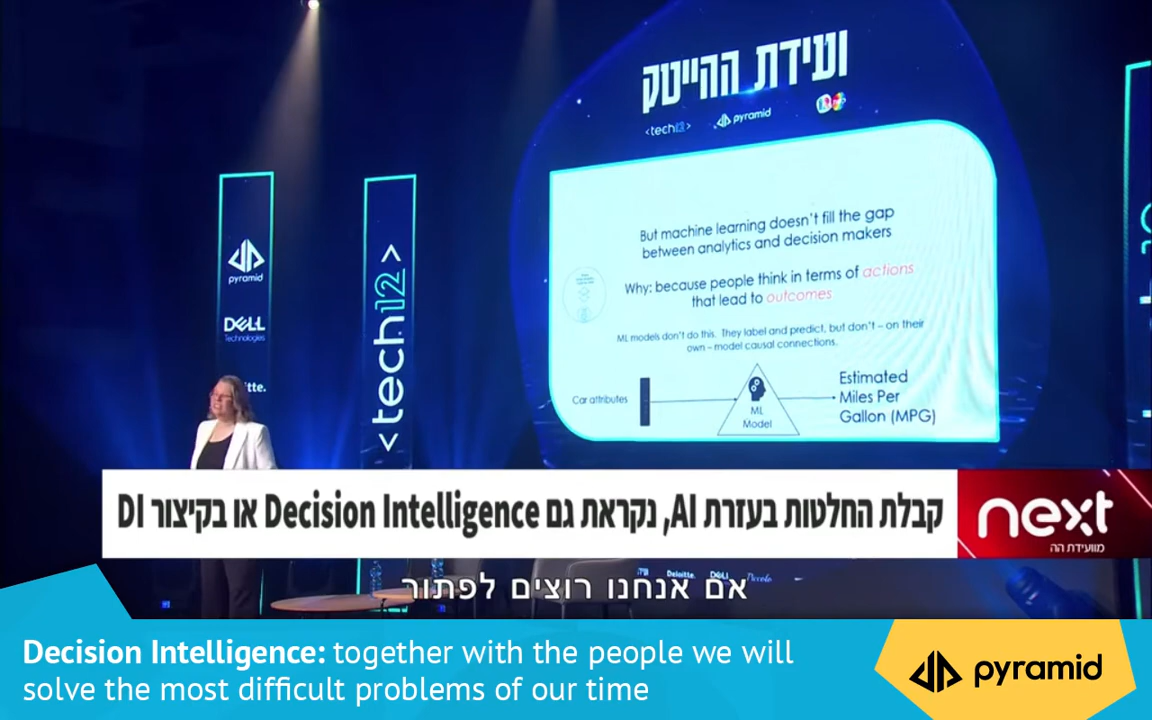 ועידת ההייטק
<tech12> pyramid
But machine learning doesn't fill the gap
between analytics and decision makers
Why: because people think in terms of actions
that lead to outcomes
ML models don't do this. They label and predict, but don't – on their
own – model causal connections.
Car attributes
ML
Model
Estimated
Miles Per
Gallon (MPG)
pyramid
DELL
Technologies
itte.
<tech12>
קבלת החלטות בעזרת AI, נקראת גם Decision Intelligence או בקיצור DI
next
מוועידת הה
אם אנחנו רוצים לפתור
Deloitte. DELL
Decision Intelligence: together with the people we will
solve the most difficult problems of our time
pyramid